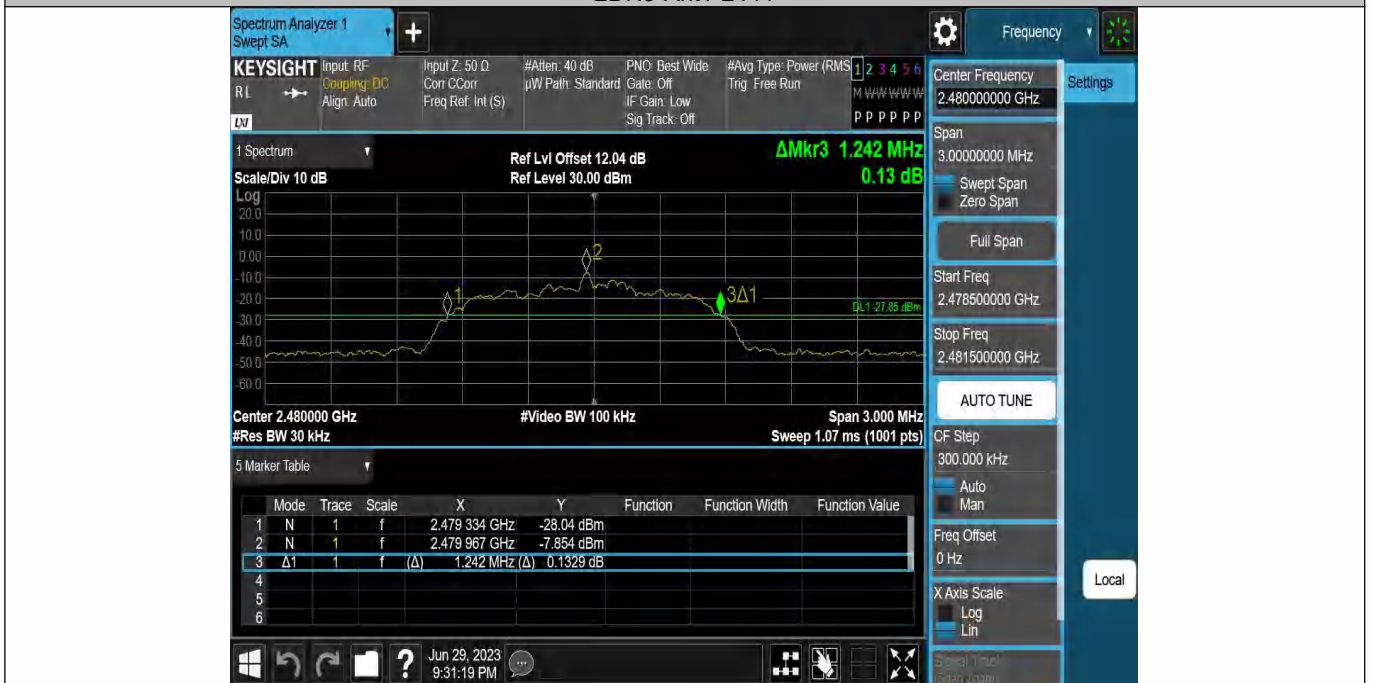 Spectrum Analyzer 1
Swept SA
+
Frequency
KEYSIGHT
RL
LXI
Input: RF
Coupling: DC
Align: Auto
Input Z: 50 Ω
Corr CCorr
Freq Ref: Int (S)
#Atten: 40 dB
µW Path: Standard
PNO: Best Wide
Gate: Off
IF Gain: Low
Sig Track: Off
#Avg Type: Power (RMS
Trig: Free Run
1 2 3 4 5 6
M W W W W W
P P P P P P
Center Frequency
2.480000000 GHz
Settings
Span
3.00000000 MHz
Swept Span
Zero Span
Full Span
Start Freq
2.478500000 GHz
Stop Freq
2.481500000 GHz
AUTO TUNE
CF Step
300.000 kHz
Auto
Man
Freq Offset
0 Hz
X Axis Scale
Log
Lin
Local
1 Spectrum
Scale/Div 10 dB
Ref Lvl Offset 12.04 dB
Ref Level 30.00 dBm
ΔMkr3 1.242 MHz
0.13 dB
Log
20.0
10.0
0.00
-10.0
-20.0
-30.0
-40.0
-50.0
-60.0
1
2
3Δ1
DL1 -27.85 dBm
Center 2.480000 GHz
#Res BW 30 kHz
#Video BW 100 kHz
Span 3.000 MHz
Sweep 1.07 ms (1001 pts)
5 Marker Table
Mode Trace Scale X Y Function Function Width Function Value
1 N 1 f 2.479 334 GHz -28.04 dBm
2 N 1 f 2.479 967 GHz -7.854 dBm
3 Δ1 1 f (Δ) 1.242 MHz (Δ) 0.1329 dB
4
5
6
?
Jun 29, 2023
9:31:19 PM